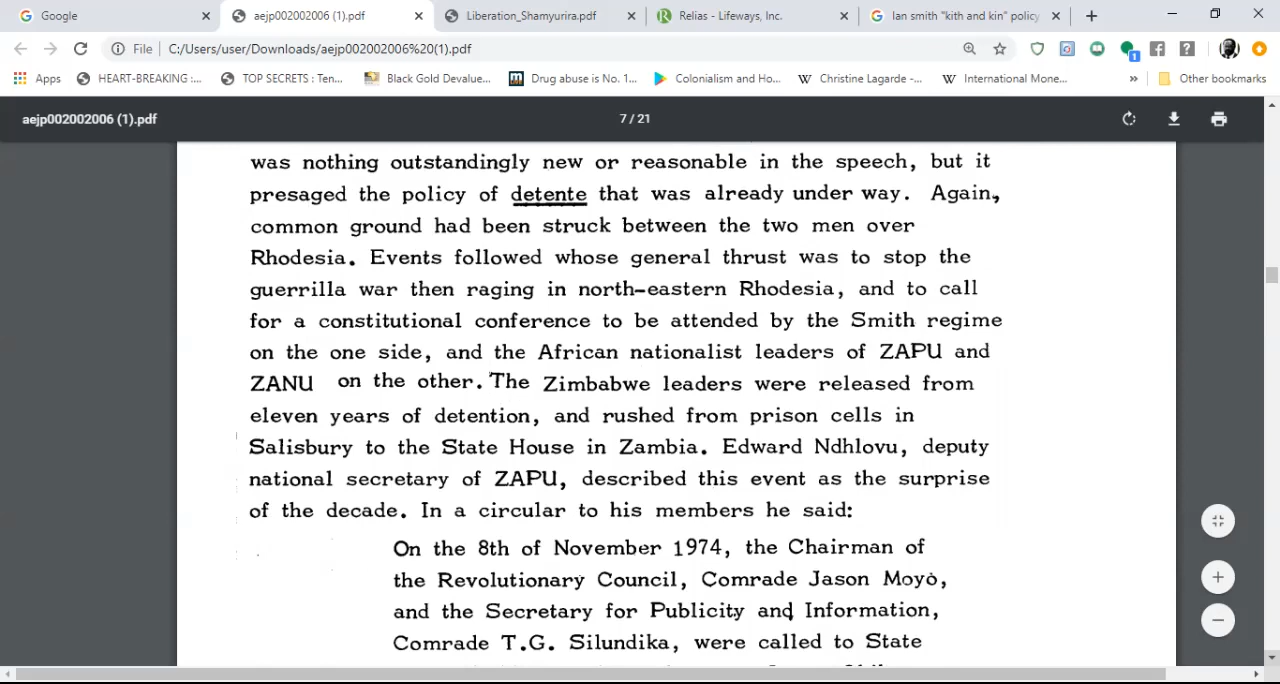 Google
aejp002002006 (1).pdf
Liberation_Shamyurira.pdf
Relias - Lifeways, Inc.
Ian smith "kith and kin" policy
File
C:/Users/user/Downloads/aejp002002006%20(1).pdf
1
Apps
HEART-BREAKING :...
TOP SECRETS : Ten...
Black Gold Devalue...
Drug abuse is No. 1...
Colonialism and Ho...
Christine Lagarde -...
International Mone...
Other bookmarks
aejp002002006 (1).pdf
7 / 21
was nothing outstandingly new or reasonable in the speech, but it
presaged the policy of detente that was already under way. Again,
common ground had been struck between the two men over
Rhodesia. Events followed whose general thrust was to stop the
guerrilla war then raging in north-eastern Rhodesia, and to call
for a constitutional conference to be attended by the Smith regime
on the one side, and the African nationalist leaders of ZAPU and
ZANU on the other. The Zimbabwe leaders were released from
eleven years of detention, and rushed from prison cells in
Salisbury to the State House in Zambia. Edward Ndhlovu, deputy
national secretary of ZAPU, described this event as the surprise
of the decade. In a circular to his members he said:
On the 8th of November 1974, the Chairman of
the Revolutionary Council, Comrade Jason Moyo,
and the Secretary for Publicity and Information,
Comrade T.G. Silundika, were called to State